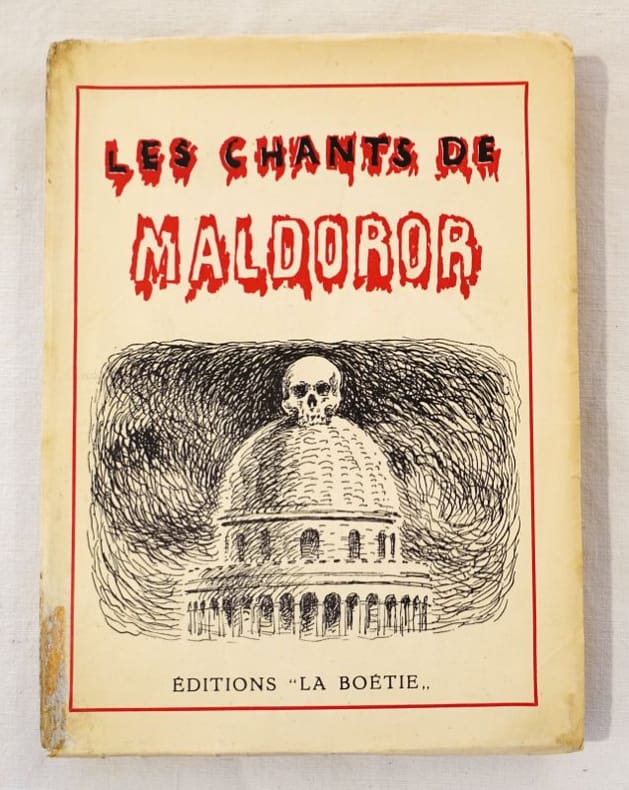 LES CHANTS DE
MALDOROR
ÉDITIONS "LA BOÉTIE„